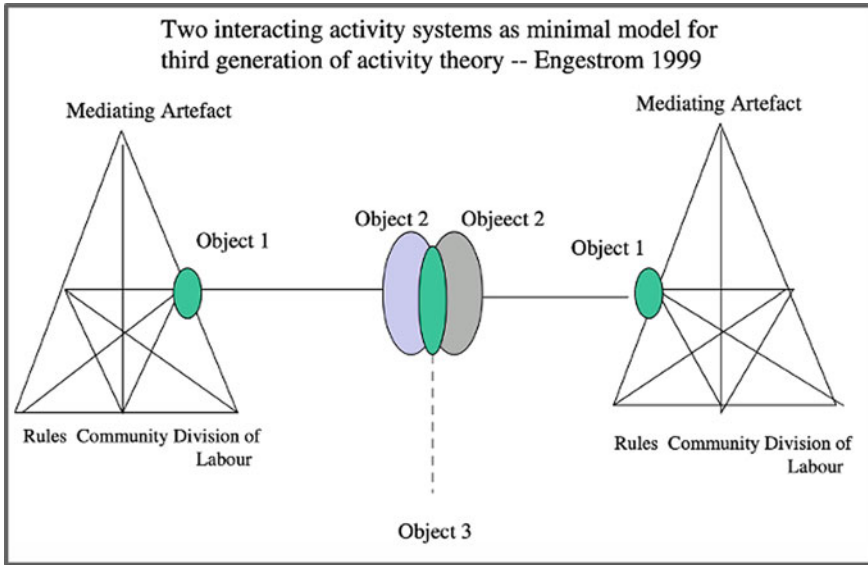 Two interacting activity systems as minimal model for
third generation of activity theory -- Engestrom 1999
Mediating Artefact
Mediating Artefact
Object 1
Object 2
Objeect 2
Object 1
Rules Community Division of
Labour
Rules Community Division of
Labour
Object 3